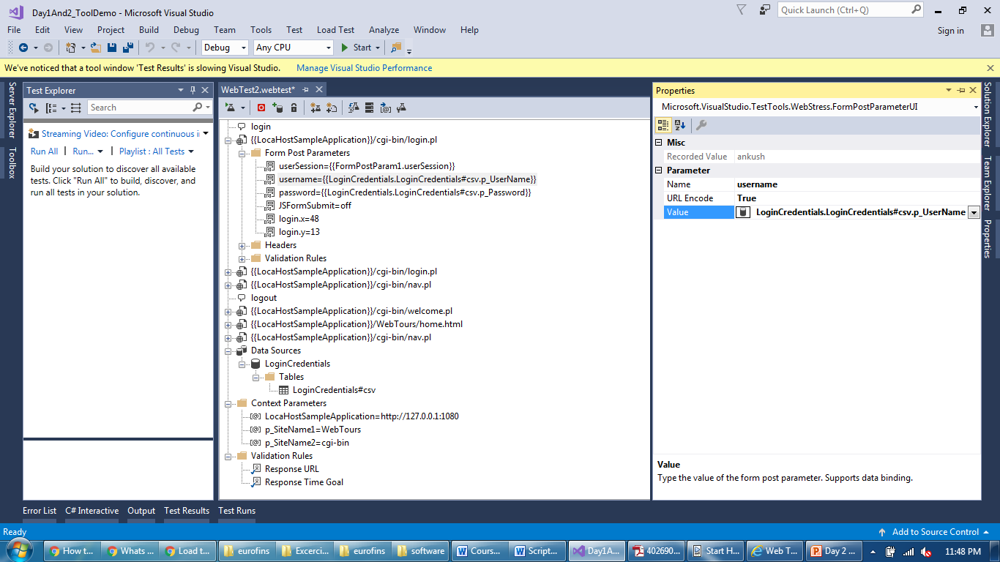 Day1And2_ToolDemo - Microsoft Visual Studio
Quick Launch (Ctrl+Q)
File Edit View Project Build Debug Team Tools Test Load Test Analyze Window Help
Sign in
Debug Any CPU Start
We've noticed that a tool window 'Test Results' is slowing Visual Studio. Manage Visual Studio Performance
Server Explorer
Toolbox
Test Explorer
Search
Streaming Video: Configure continuous i
Run All | Run... | Playlist : All Tests
Build your solution to discover all available
tests. Click "Run All" to build, discover, and
run all tests in your solution.
WebTest2.webtest*
login
{{LocaHostSampleApplication}}/cgi-bin/login.pl
Form Post Parameters
userSession={{FormPostParam1.userSession}}
username={{LoginCredentials.LoginCredentials#csv.p_UserName}}
password={{LoginCredentials.LoginCredentials#csv.p_Password}}
JSFormSubmit=off
login.x=48
login.y=13
Headers
Validation Rules
{{LocaHostSampleApplication}}/cgi-bin/login.pl
{{LocaHostSampleApplication}}/cgi-bin/nav.pl
logout
{{LocaHostSampleApplication}}/cgi-bin/welcome.pl
{{LocaHostSampleApplication}}/WebTours/home.html
{{LocaHostSampleApplication}}/cgi-bin/nav.pl
Data Sources
LoginCredentials
Tables
LoginCredentials#csv
Context Parameters
LocaHostSampleApplication=http://127.0.0.1:1080
p_SiteName1=WebTours
p_SiteName2=cgi-bin
Validation Rules
Response URL
Response Time Goal
Properties
Microsoft.VisualStudio.TestTools.WebStress.FormPostParameterUI
Misc
Recorded Value ankush
Parameter
Name username
URL Encode True
Value LoginCredentials.LoginCredentials#csv.p_UserName
Value
Type the value of the form post parameter. Supports data binding.
Solution Explorer
Team Explorer
Properties
Error List C# Interactive Output Test Results Test Runs
Ready
Add to Source Control
How t... Whats ... Load t... eurofins Excerci... eurofins software Cours... Script... Day1A... 402690... Start H... Web T... Day 2 ...
11:48 PM